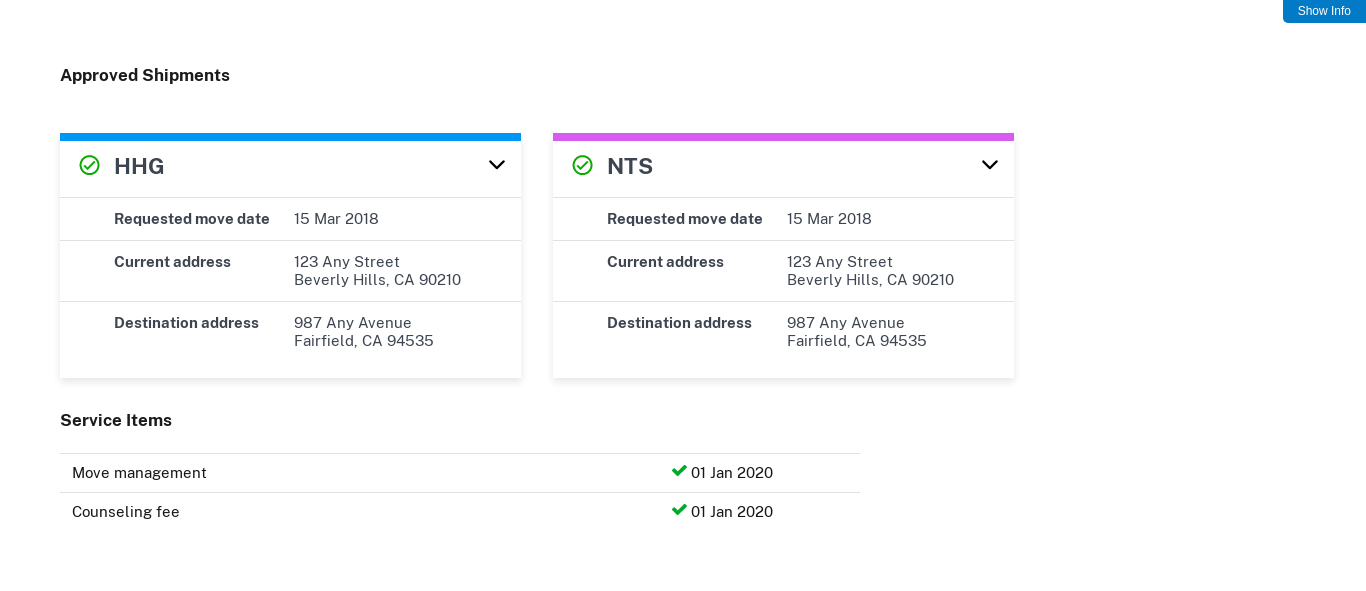 Show Info
Approved Shipments
HHG
Requested move date 15 Mar 2018
Current address 123 Any Street
Beverly Hills, CA 90210
Destination address 987 Any Avenue
Fairfield, CA 94535
NTS
Requested move date 15 Mar 2018
Current address 123 Any Street
Beverly Hills, CA 90210
Destination address 987 Any Avenue
Fairfield, CA 94535
Service Items
Move management 01 Jan 2020
Counseling fee 01 Jan 2020